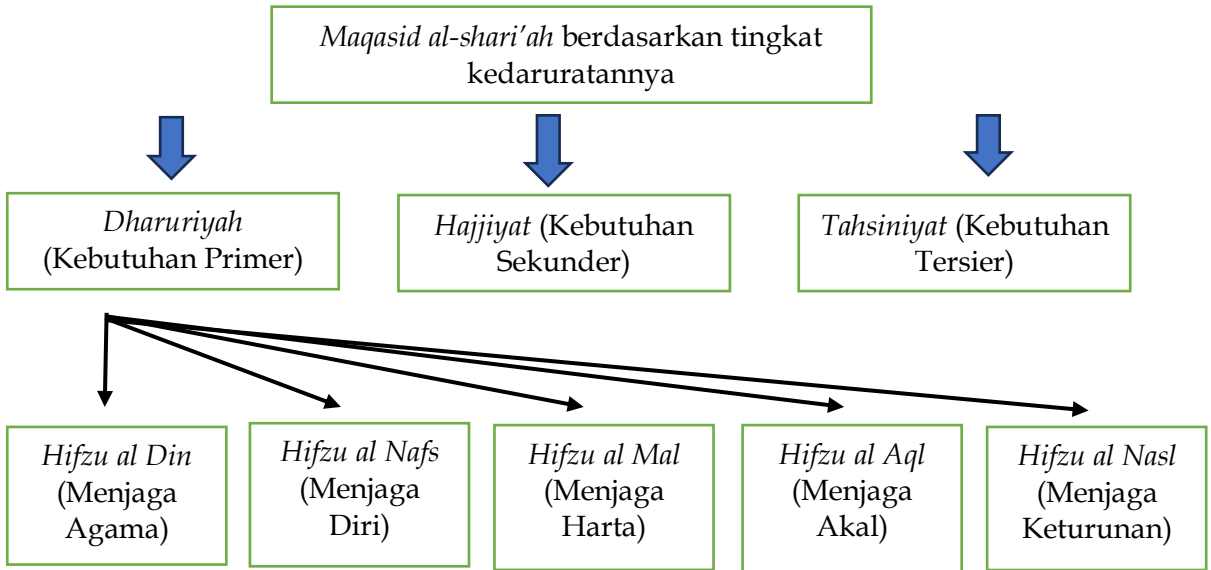 Maqasid al-shari’ah berdasarkan tingkat
kedaruratannya
Dharuriyah
(Kebutuhan Primer)
Hajjiyat (Kebutuhan
Sekunder)
Tahsiniyat (Kebutuhan
Tersier)
Hifzu al Din
(Menjaga
Agama)
Hifzu al Nafs
(Menjaga
Diri)
Hifzu al Mal
(Menjaga
Harta)
Hifzu al Aql
(Menjaga
Akal)
Hifzu al Nasl
(Menjaga
Keturunan)